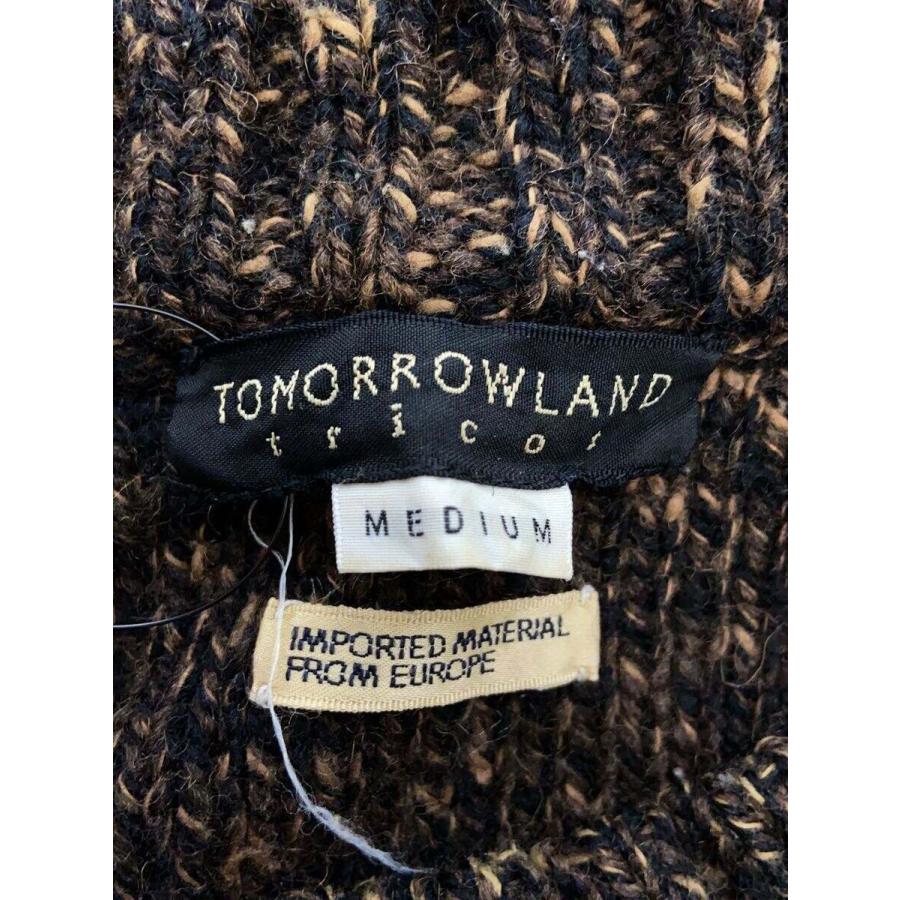 TOMORROWLAND
tricot
MEDIUM
IMPORTED MATERIAL
FROM EUROPE